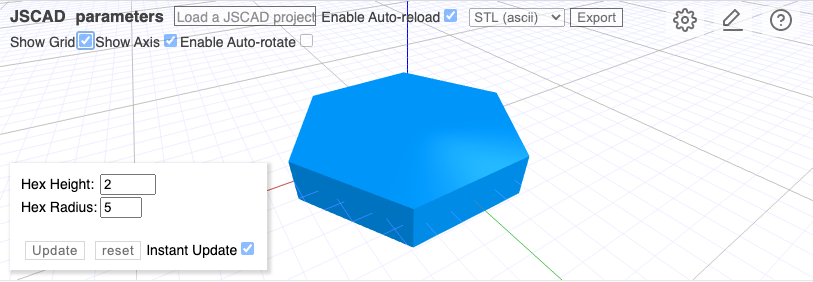 JSCAD parameters Load a JSCAD project Enable Auto-reload STL (ascii) Export
Show Grid Show Axis Enable Auto-rotate
Hex Height: 2
Hex Radius: 5
Update reset Instant Update